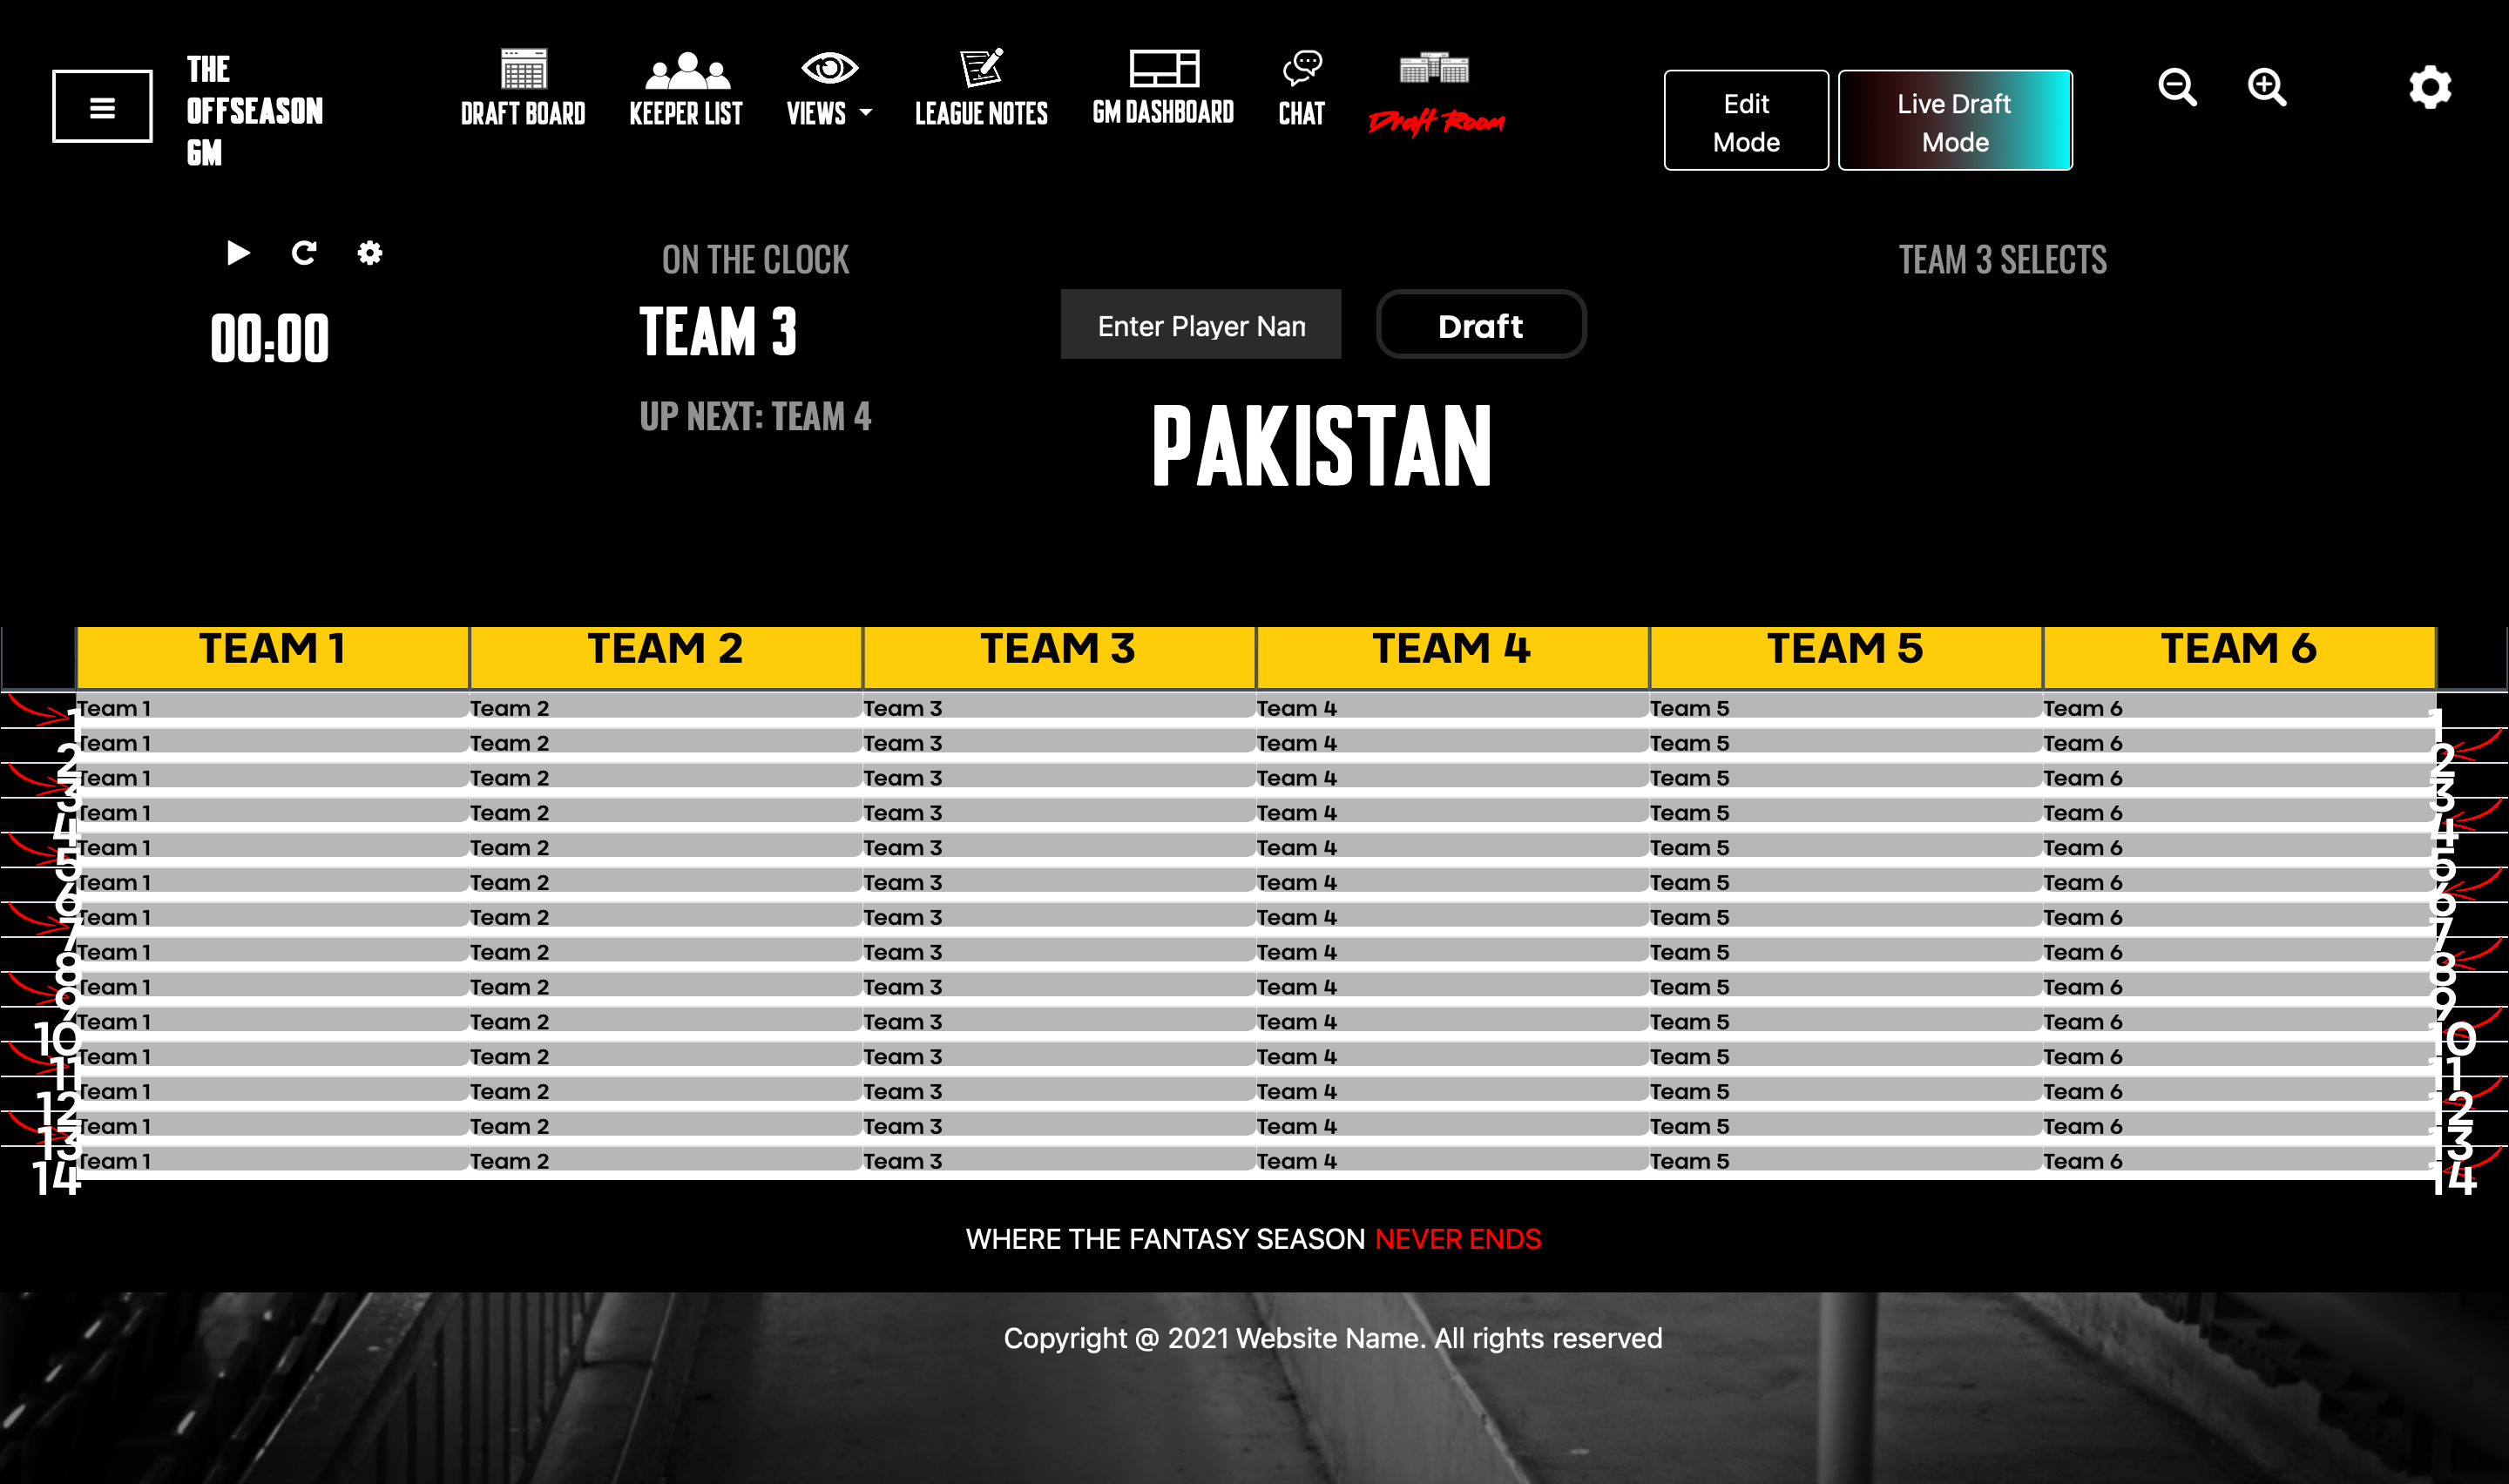 THE
OFFSEASON
GM
DRAFT BOARD
KEEPER LIST
VIEWS
LEAGUE NOTES
GM DASHBOARD
CHAT
Draft Room
Edit
Mode
Live Draft
Mode
00:00
ON THE CLOCK
TEAM 3
UP NEXT: TEAM 4
Enter Player Nan
Draft
TEAM 3 SELECTS
PAKISTAN
TEAM 1 TEAM 2 TEAM 3 TEAM 4 TEAM 5 TEAM 6
1 Team 1 Team 2 Team 3 Team 4 Team 5 Team 6 1
2 Team 1 Team 2 Team 3 Team 4 Team 5 Team 6 2
3 Team 1 Team 2 Team 3 Team 4 Team 5 Team 6 3
4 Team 1 Team 2 Team 3 Team 4 Team 5 Team 6 4
5 Team 1 Team 2 Team 3 Team 4 Team 5 Team 6 5
6 Team 1 Team 2 Team 3 Team 4 Team 5 Team 6 6
7 Team 1 Team 2 Team 3 Team 4 Team 5 Team 6 7
8 Team 1 Team 2 Team 3 Team 4 Team 5 Team 6 8
9 Team 1 Team 2 Team 3 Team 4 Team 5 Team 6 9
10 Team 1 Team 2 Team 3 Team 4 Team 5 Team 6 10
11 Team 1 Team 2 Team 3 Team 4 Team 5 Team 6 11
12 Team 1 Team 2 Team 3 Team 4 Team 5 Team 6 12
13 Team 1 Team 2 Team 3 Team 4 Team 5 Team 6 13
14 Team 1 Team 2 Team 3 Team 4 Team 5 Team 6 14
WHERE THE FANTASY SEASON NEVER ENDS
Copyright @ 2021 Website Name. All rights reserved